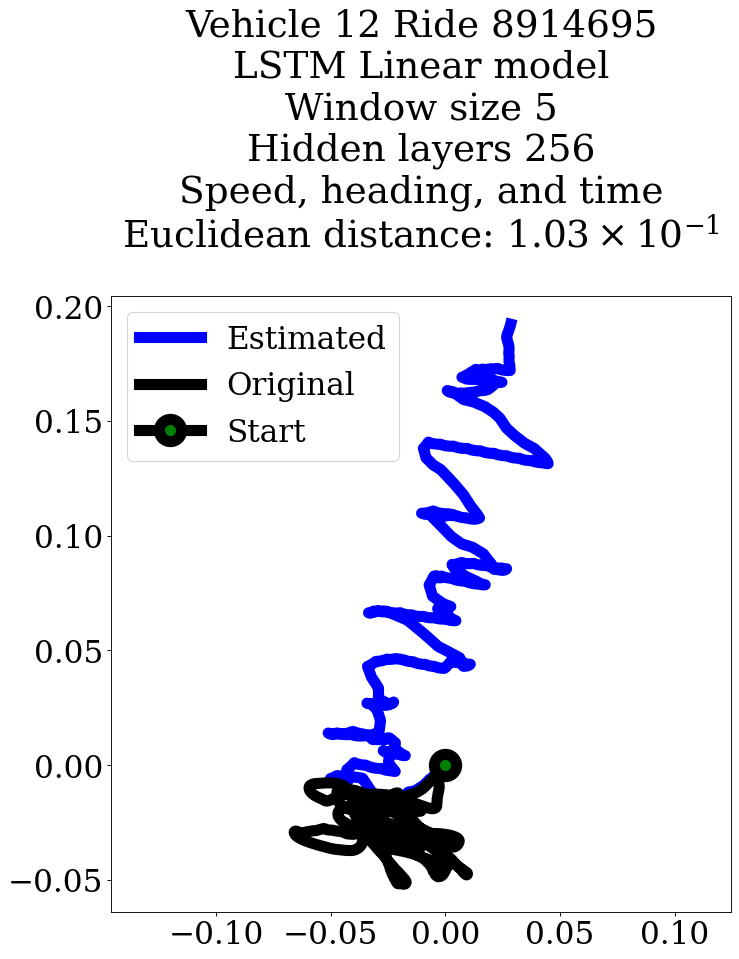 Vehicle 12 Ride 8914695
LSTM Linear model
Window size 5
Hidden layers 256
Speed, heading, and time
Euclidean distance: 1.03 × 10⁻¹
Estimated
Original
Start
0.20
0.15
0.10
0.05
0.00
−0.05
−0.10 −0.05 0.00 0.05 0.10